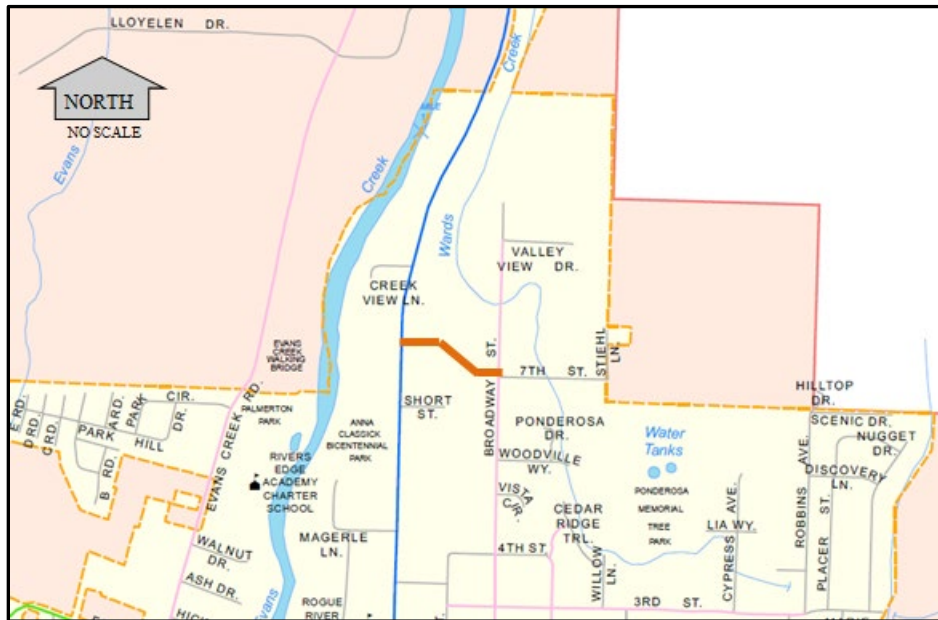 LLOYELEN DR.
NORTH
NO SCALE
Evans
Creek
Creek
Wards
VALLEY
VIEW DR.
CREEK
VIEW LN.
EVANS
CREEK
WALKING
BRIDGE
ST.
STIEHL
LN.
7TH ST.
BROADWAY
HILLTOP
DR.
SCENIC DR.
NUGGET
DR.
DISCOVERY
LN.
CIR.
PARK
DR.
PARK
HILL
B RD.
EVANS CREEK RD.
PALMERTON
PARK
SHORT
ST.
ANNA
CLASSICK
BICENTENNIAL
PARK
PONDEROSA
DR.
WOODVILLE
WY.
Water
Tanks
RIVERS
EDGE
ACADEMY
CHARTER
SCHOOL
VISTA
CIR.
CEDAR
RIDGE
TRL.
PONDEROSA
MEMORIAL
TREE
PARK
LIA WY.
CYPRESS AVE.
ROBBINS AVE.
PLACER ST.
MAGERLE
LN.
WALNUT
DR.
ASH DR.
4TH ST.
WILLOW
LN.
3RD ST.
Evans
ROGUE
RIVER